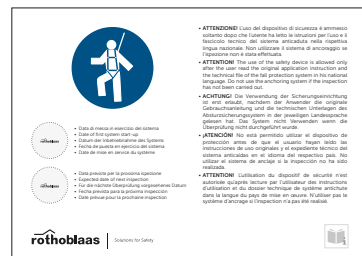 • Data di messa in esercizio del sistema
• Date of first system start-up
• Datum der Inbetriebnahme des Systems
• Fecha de puesta en ejercicio del sistema
• Date de mise en service du système
rothoblaas
• Data prevista per la prossima ispezione
• Expected date of next inspection
• Für die nächste Überprüfung vorgesehenes Datum
• Fecha prevista para la próxima inspección
• Date prévue pour la prochaine inspection
rothoblaas
rothoblaas
Solutions for Safety
• ATTENZIONE! L'uso del dispositivo di sicurezza è ammesso
soltanto dopo che l'utente ha letto le istruzioni per l'uso e il
fascicolo tecnico del sistema anticaduta nella rispettiva
lingua nazionale. Non utilizzare il sistema di ancoraggio se
l'ispezione non è stata effettuata.
• ATTENTION! The use of the safety device is allowed only
after the user read the original application instruction and
the technical file of the fall protection system in his national
language. Do not use the anchoring system if the inspection
has not been carried out.
• ACHTUNG! Die Verwendung der Sicherungseinrichtung
ist erst erlaubt, nachdem der Anwender die originale
Gebrauchsanleitung und die technischen Unterlagen des
Absturzsicherungssystem in der jeweiligen Landessprache
gelesen hat. Das System nicht Verwenden wenn die
Überprüfung nicht durchgeführt wurde.
• ¡ATENCIÓN! No está permitido utilizar el dispositivo de
protección antes de que el usuario hayan leído las
instrucciones de uso originales y el expediente técnico del
sistema anticaídas en el idioma del respectivo país. No
utilizar el sistema de anclaje si la inspección no ha sido
realizada.
• ATTENTION! L'utilisation du dispositif de sécurité n'est
autorisée qu'après lecture par l'utilisateur des instructions
d'utilisation et du dossier technique de système antichute
dans la langue du pays de mise en œuvre. N'utiliser pas le
système d'ancrage si l'inspection n'a pas été réalisé.